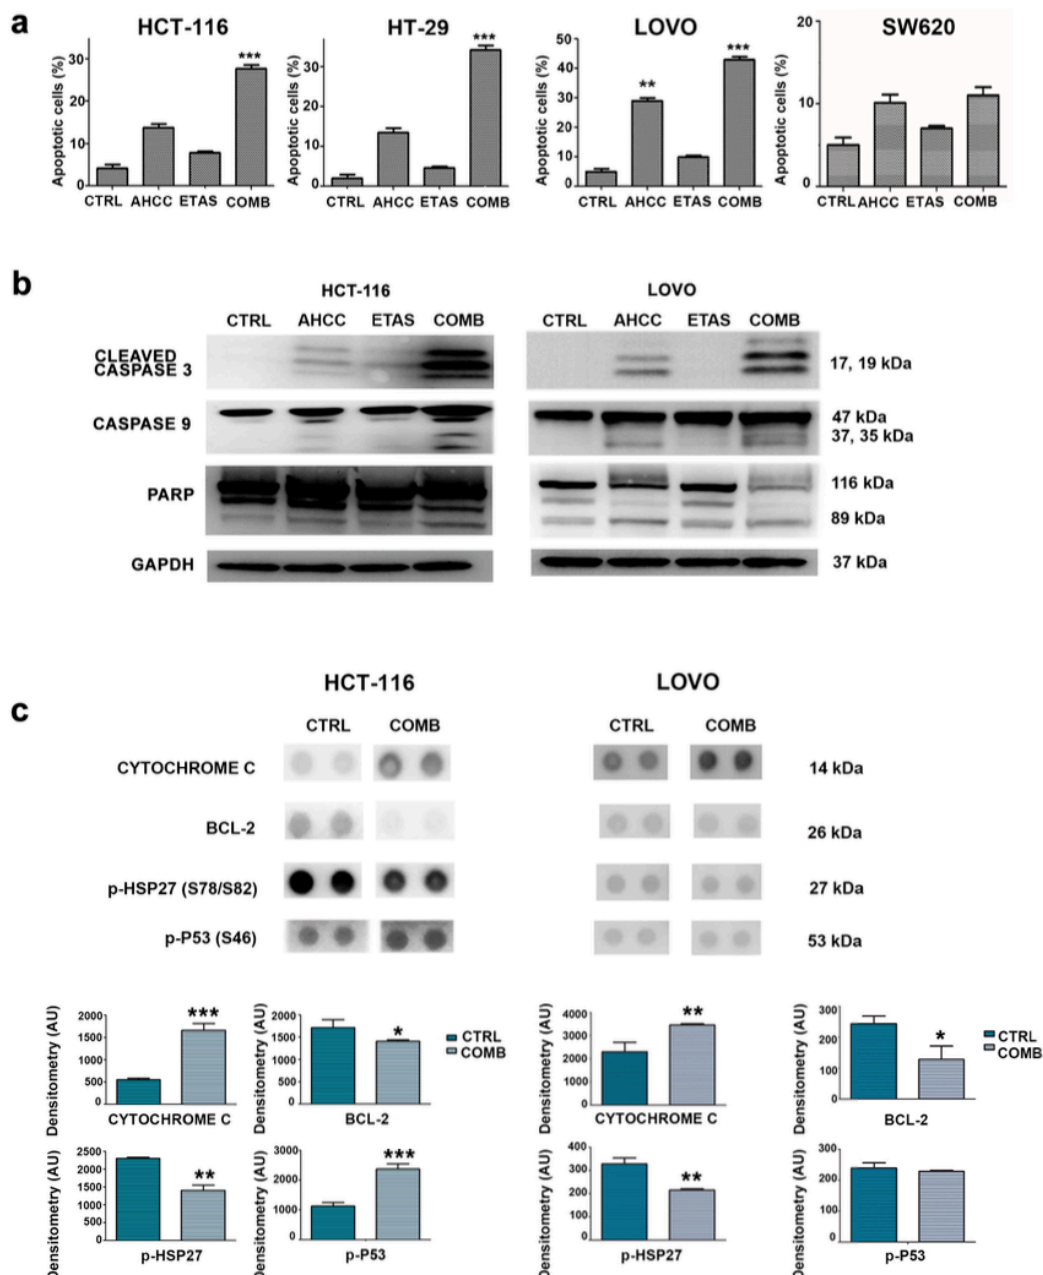 a
HCT-116 HT-29 LOVO SW620
Apoptotic cells (%)
30
20
10
0
CTRL AHCC ETAS COMB
***
Apoptotic cells (%)
30
20
10
0
CTRL AHCC ETAS COMB
***
Apoptotic cells (%)
50
40
30
20
10
0
CTRL AHCC ETAS COMB
**
***
Apoptotic cells (%)
20
10
0
CTRL AHCC ETAS COMB
b
HCT-116 LOVO
CTRL AHCC ETAS COMB CTRL AHCC ETAS COMB
CLEAVED
CASPASE 3 17, 19 kDa
CASPASE 9 47 kDa
37, 35 kDa
PARP 116 kDa
89 kDa
GAPDH 37 kDa
c
HCT-116 LOVO
CTRL COMB CTRL COMB
CYTOCHROME C 14 kDa
BCL-2 26 kDa
p-HSP27 (S78/S82) 27 kDa
p-P53 (S46) 53 kDa
Densitometry (AU)
2000
1500
1000
500
0
***
CYTOCHROME C
Densitometry (AU)
2000
1500
1000
500
0
*
BCL-2
CTRL
COMB
Densitometry (AU)
4000
3000
2000
1000
0
**
CYTOCHROME C
Densitometry (AU)
300
200
100
0
*
BCL-2
CTRL
COMB
Densitometry (AU)
2500
2000
1500
1000
500
0
**
p-HSP27
Densitometry (AU)
3000
2000
1000
0
***
p-P53
Densitometry (AU)
400
300
200
100
0
**
p-HSP27
Densitometry (AU)
300
200
100
0
p-P53